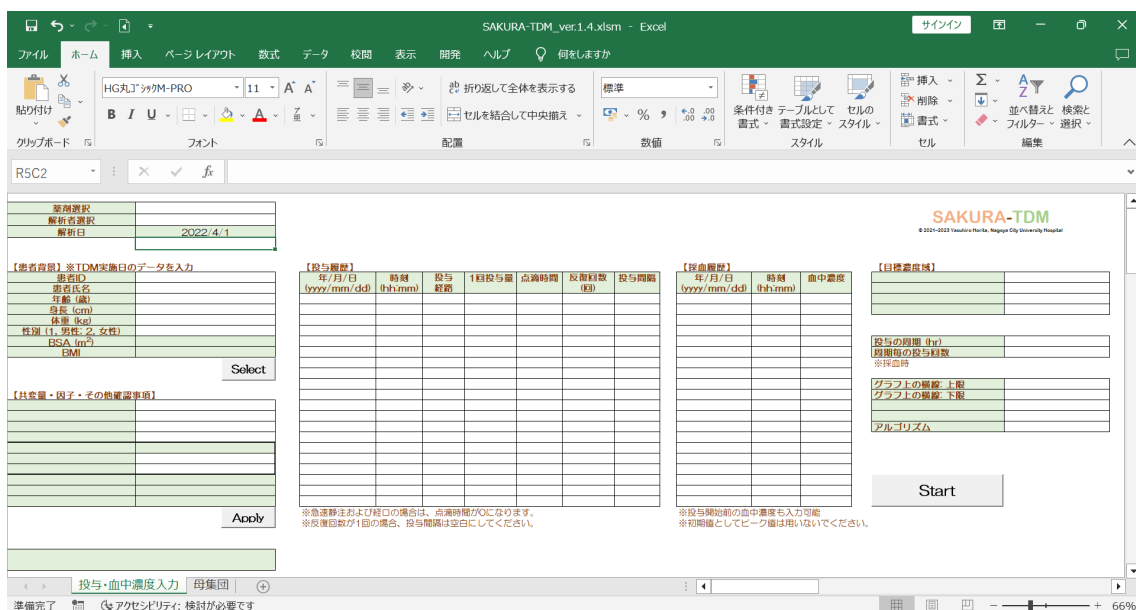 SAKURA-TDM_ver.1.4.xlsm - Excel
サインイン
ファイル ホーム 挿入 ページ レイアウト 数式 データ 校閲 表示 開発 ヘルプ 何をしますか
貼り付け
HG丸ｺﾞｼｯｸM-PRO 11
B I U
折り返して全体を表示する
セルを結合して中央揃え
標準
条件付き書式
テーブルとして書式設定
セルのスタイル
挿入
削除
書式
並べ替えとフィルター
検索と選択
クリップボード フォント 配置 数値 スタイル セル 編集
R5C2 fx
薬剤選択
解析者選択
解析日 2022/4/1
SAKURA-TDM
© 2021-2023 Yasuhiro Horita, Nagoya City University Hospital
【患者背景】※TDM実施日のデータを入力
患者ID
患者氏名
年齢 (歳)
身長 (cm)
体重 (kg)
性別 (1, 男性; 2, 女性)
BSA (m²)
BMI
Select
【共変量・因子・その他確認事項】
Apply
【投与履歴】
年/月/日 (yyyy/mm/dd) 時刻 (hh:mm) 投与経路 1回投与量 点滴時間 反復回数 (回) 投与間隔
※急速静注および経口の場合は、点滴時間が0になります。
※反復回数が1回の場合、投与間隔は空白にしてください。
【採血履歴】
年/月/日 (yyyy/mm/dd) 時刻 (hh:mm) 血中濃度
※投与開始前の血中濃度も入力可能
※初期値としてピーク値は用いないでください。
【目標濃度域】
投与の周期 (hr)
周期毎の投与回数
※採血時
グラフ上の横線: 上限
グラフ上の横線: 下限
アルゴリズム
Start
投与・血中濃度入力 母集団
準備完了 アクセシビリティ: 検討が必要です 66%